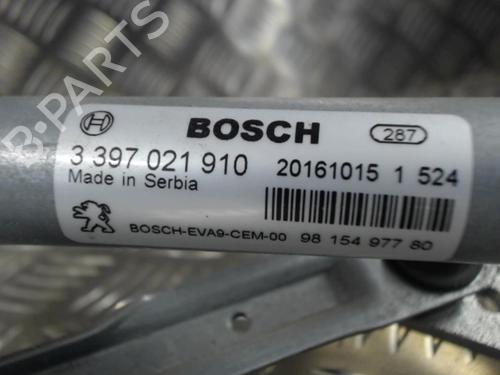 BOSCH
287
3 397 021 910
20161015 1 524
Made in Serbia
BOSCH-EVA9-CEM-00
98 154 977 80
B-PARTS